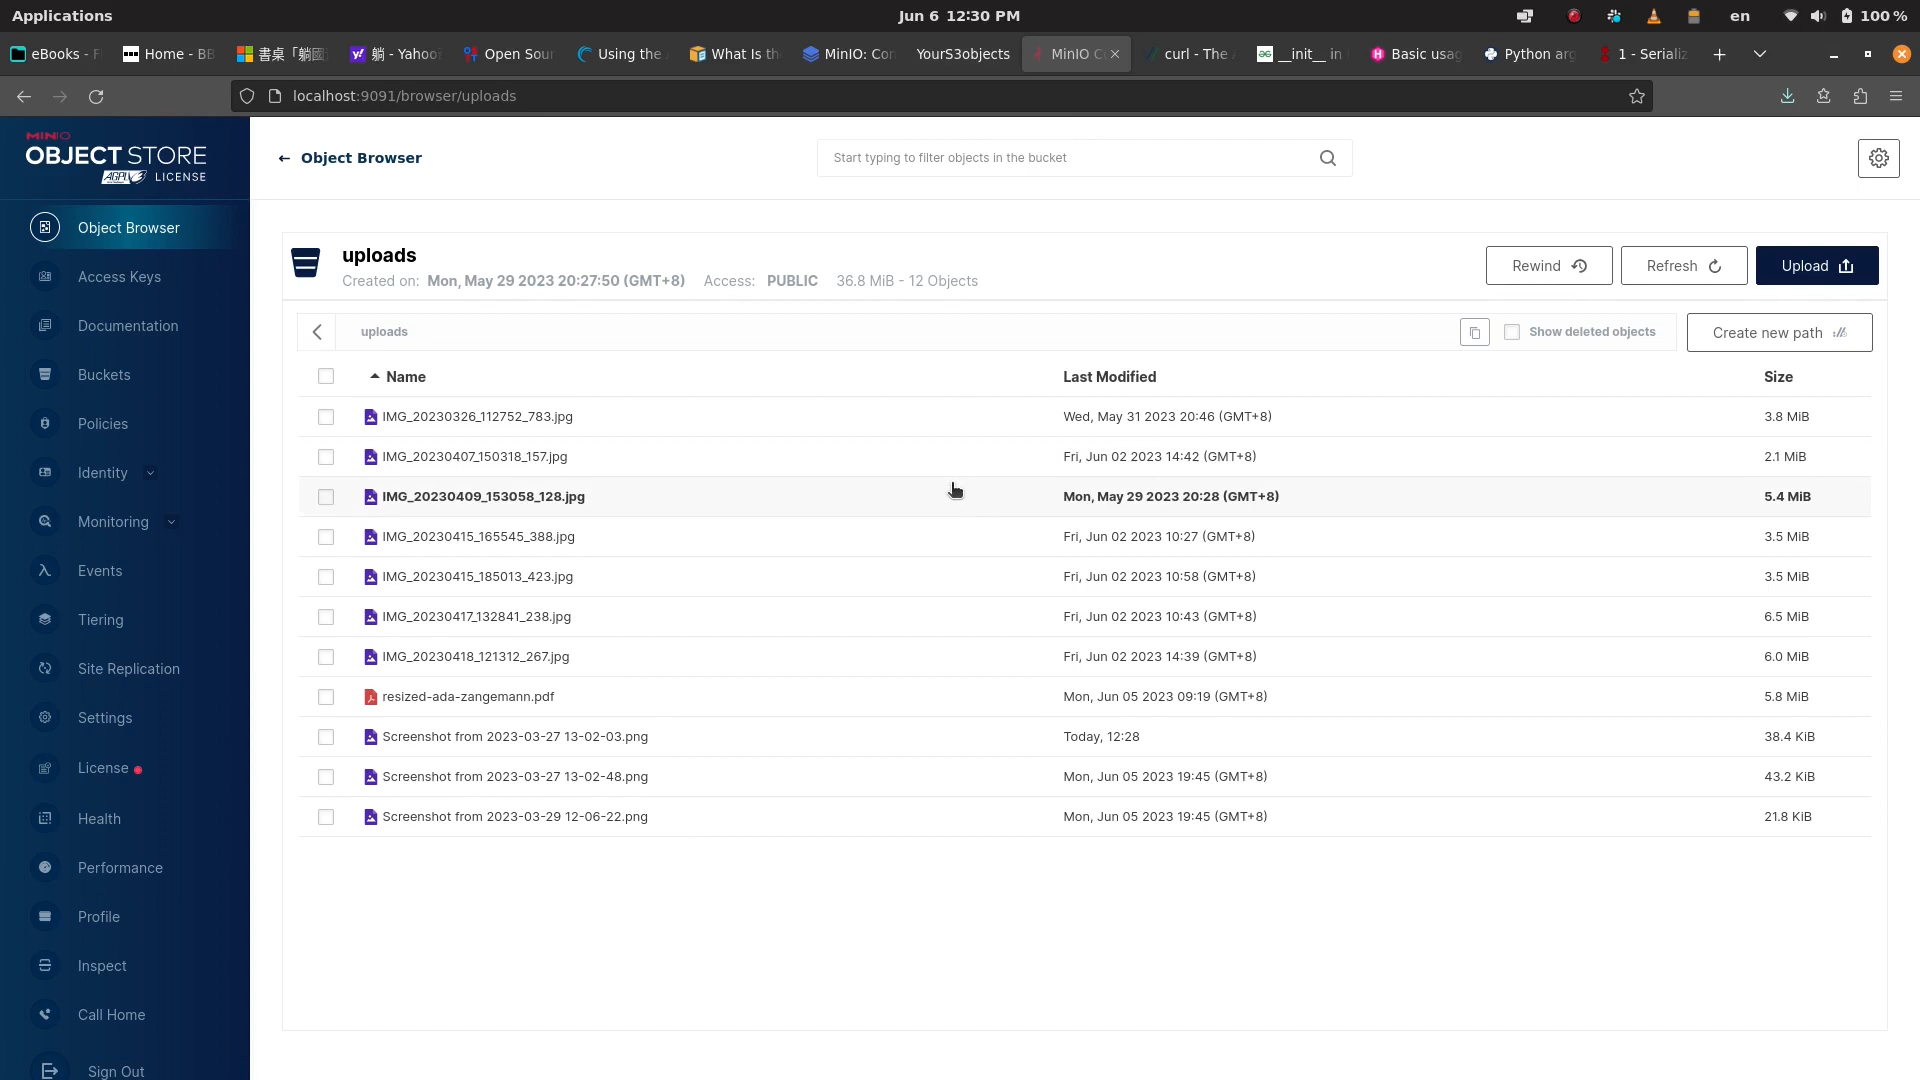 Applications
Jun 6 12:30 PM
en
100 %
eBooks - F
Home - BB
書桌「躺國
躺 - Yahoo
Open Sour
Using the
What Is th
MinIO: Con
YourS3objects
MinIO C
curl - The
__init__ in
Basic usag
Python arg
1 - Serializ
localhost:9091/browser/uploads
MINIO
OBJECT STORE
AGPLV3 LICENSE
Object Browser
Access Keys
Documentation
Buckets
Policies
Identity
Monitoring
Events
Tiering
Site Replication
Settings
License
Health
Performance
Profile
Inspect
Call Home
Sign Out
Object Browser
Start typing to filter objects in the bucket
uploads
Created on: Mon, May 29 2023 20:27:50 (GMT+8) Access: PUBLIC 36.8 MiB - 12 Objects
Rewind
Refresh
Upload
uploads
Show deleted objects
Create new path
Name Last Modified Size
IMG_20230326_112752_783.jpg Wed, May 31 2023 20:46 (GMT+8) 3.8 MiB
IMG_20230407_150318_157.jpg Fri, Jun 02 2023 14:42 (GMT+8) 2.1 MiB
IMG_20230409_153058_128.jpg Mon, May 29 2023 20:28 (GMT+8) 5.4 MiB
IMG_20230415_165545_388.jpg Fri, Jun 02 2023 10:27 (GMT+8) 3.5 MiB
IMG_20230415_185013_423.jpg Fri, Jun 02 2023 10:58 (GMT+8) 3.5 MiB
IMG_20230417_132841_238.jpg Fri, Jun 02 2023 10:43 (GMT+8) 6.5 MiB
IMG_20230418_121312_267.jpg Fri, Jun 02 2023 14:39 (GMT+8) 6.0 MiB
resized-ada-zangemann.pdf Mon, Jun 05 2023 09:19 (GMT+8) 5.8 MiB
Screenshot from 2023-03-27 13-02-03.png Today, 12:28 38.4 KiB
Screenshot from 2023-03-27 13-02-48.png Mon, Jun 05 2023 19:45 (GMT+8) 43.2 KiB
Screenshot from 2023-03-29 12-06-22.png Mon, Jun 05 2023 19:45 (GMT+8) 21.8 KiB